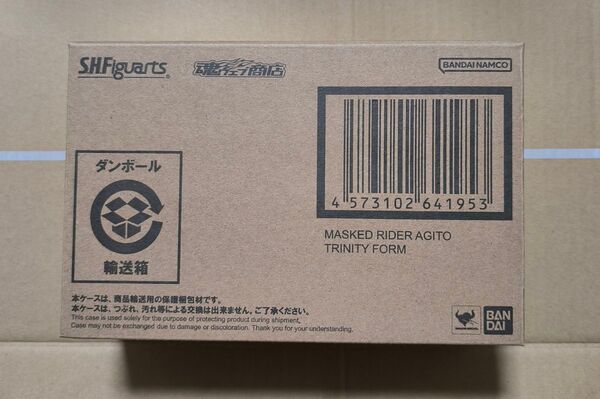 S.H.Figuarts
魂ウェブ商店
BANDAI NAMCO
4 573102 641953
MASKED RIDER AGITO
TRINITY FORM
ダンボール
輸送箱
本ケースは、商品輸送用の保護梱包材です。
本ケースは、つぶれ、汚れ等による交換は出来ません。ご了承ください。
This case is used solely for the purpose of protecting product during shipment.
Case may not be exchanged due to damage or discoloration. Thank you for your understanding.
BAN
DAI